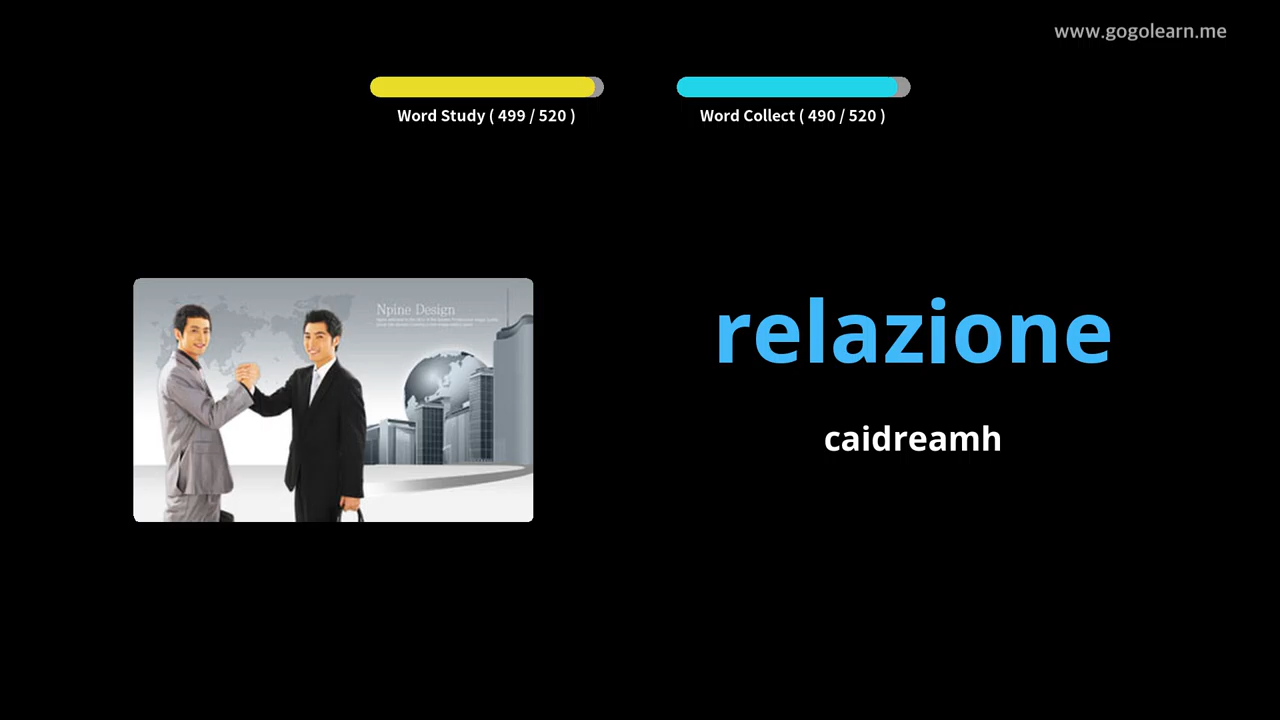 www.gogolearn.me
Word Study ( 499 / 520 )
Word Collect ( 490 / 520 )
Npine Design
relazione
caidreamh